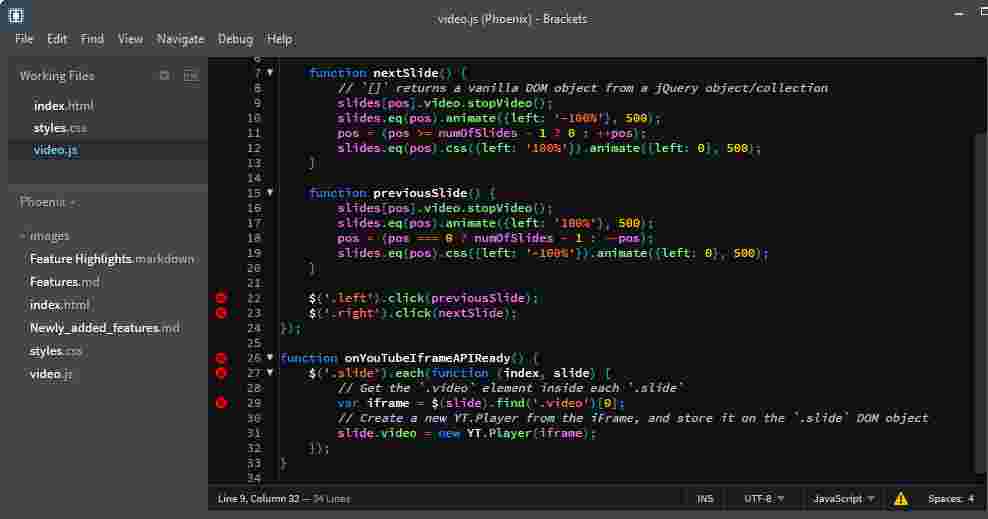 video.js (Phoenix) - Brackets
File Edit Find View Navigate Debug Help
Working Files
index.html
styles.css
video.js
Phoenix
images
Feature Highlights.markdown
Features.md
index.html
Newly_added_features.md
styles.css
video.js
6
7 function nextSlide() {
8 // `[]` returns a vanilla DOM object from a jQuery object/collection
9 slides[pos].video.stopVideo();
10 slides.eq(pos).animate({left: '-100%'}, 500);
11 pos = (pos >= numOfSlides - 1 ? 0 : ++pos);
12 slides.eq(pos).css({left: '100%'}).animate({left: 0}, 500);
13 }
14
15 function previousSlide() {
16 slides[pos].video.stopVideo();
17 slides.eq(pos).animate({left: '100%'}, 500);
18 pos = (pos === 0 ? numOfSlides - 1 : --pos);
19 slides.eq(pos).css({left: '-100%'}).animate({left: 0}, 500);
20 }
21
22 $('.left').click(previousSlide);
23 $('.right').click(nextSlide);
24 });
25
26 function onYouTubeIframeAPIReady() {
27 $('.slide').each(function (index, slide) {
28 // Get the `.video` element inside each `.slide`
29 var iframe = $(slide).find('.video')[0];
30 // Create a new YT.Player from the iFrame, and store it on the `.slide` DOM object
31 slide.video = new YT.Player(iframe);
32 });
33 }
34
Line 9, Column 33 — 34 Lines
INS UTF-8 JavaScript Spaces: 4